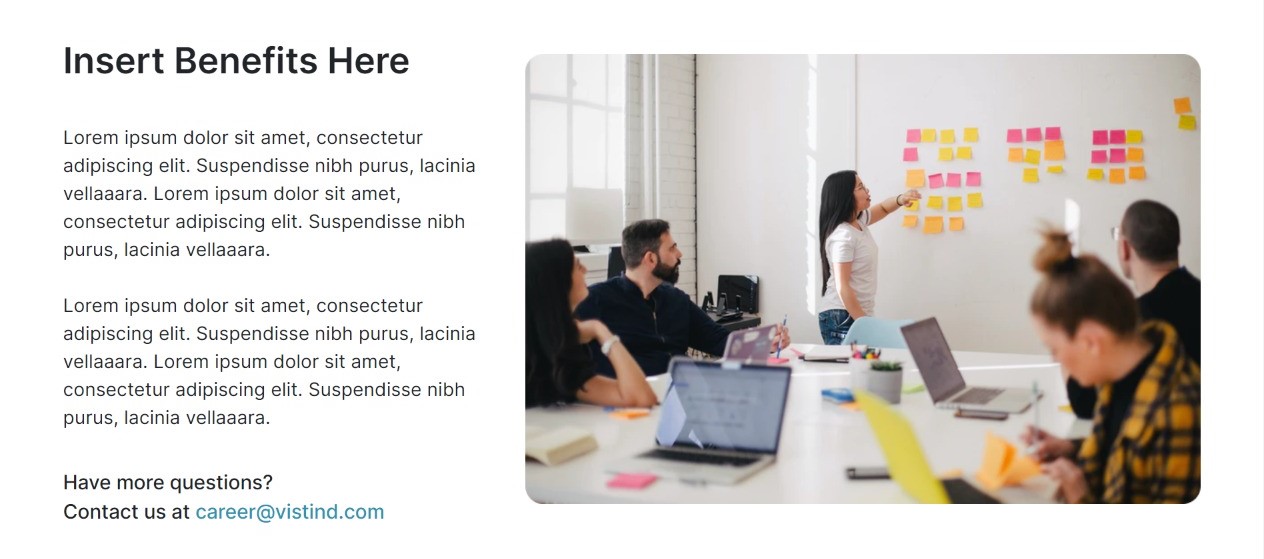 Insert Benefits Here
Lorem ipsum dolor sit amet, consectetur
adipiscing elit. Suspendisse nibh purus, lacinia
vellaaara. Lorem ipsum dolor sit amet,
consectetur adipiscing elit. Suspendisse nibh
purus, lacinia vellaaara.
Lorem ipsum dolor sit amet, consectetur
adipiscing elit. Suspendisse nibh purus, lacinia
vellaaara. Lorem ipsum dolor sit amet,
consectetur adipiscing elit. Suspendisse nibh
purus, lacinia vellaaara.
Have more questions?
Contact us at career@vistind.com